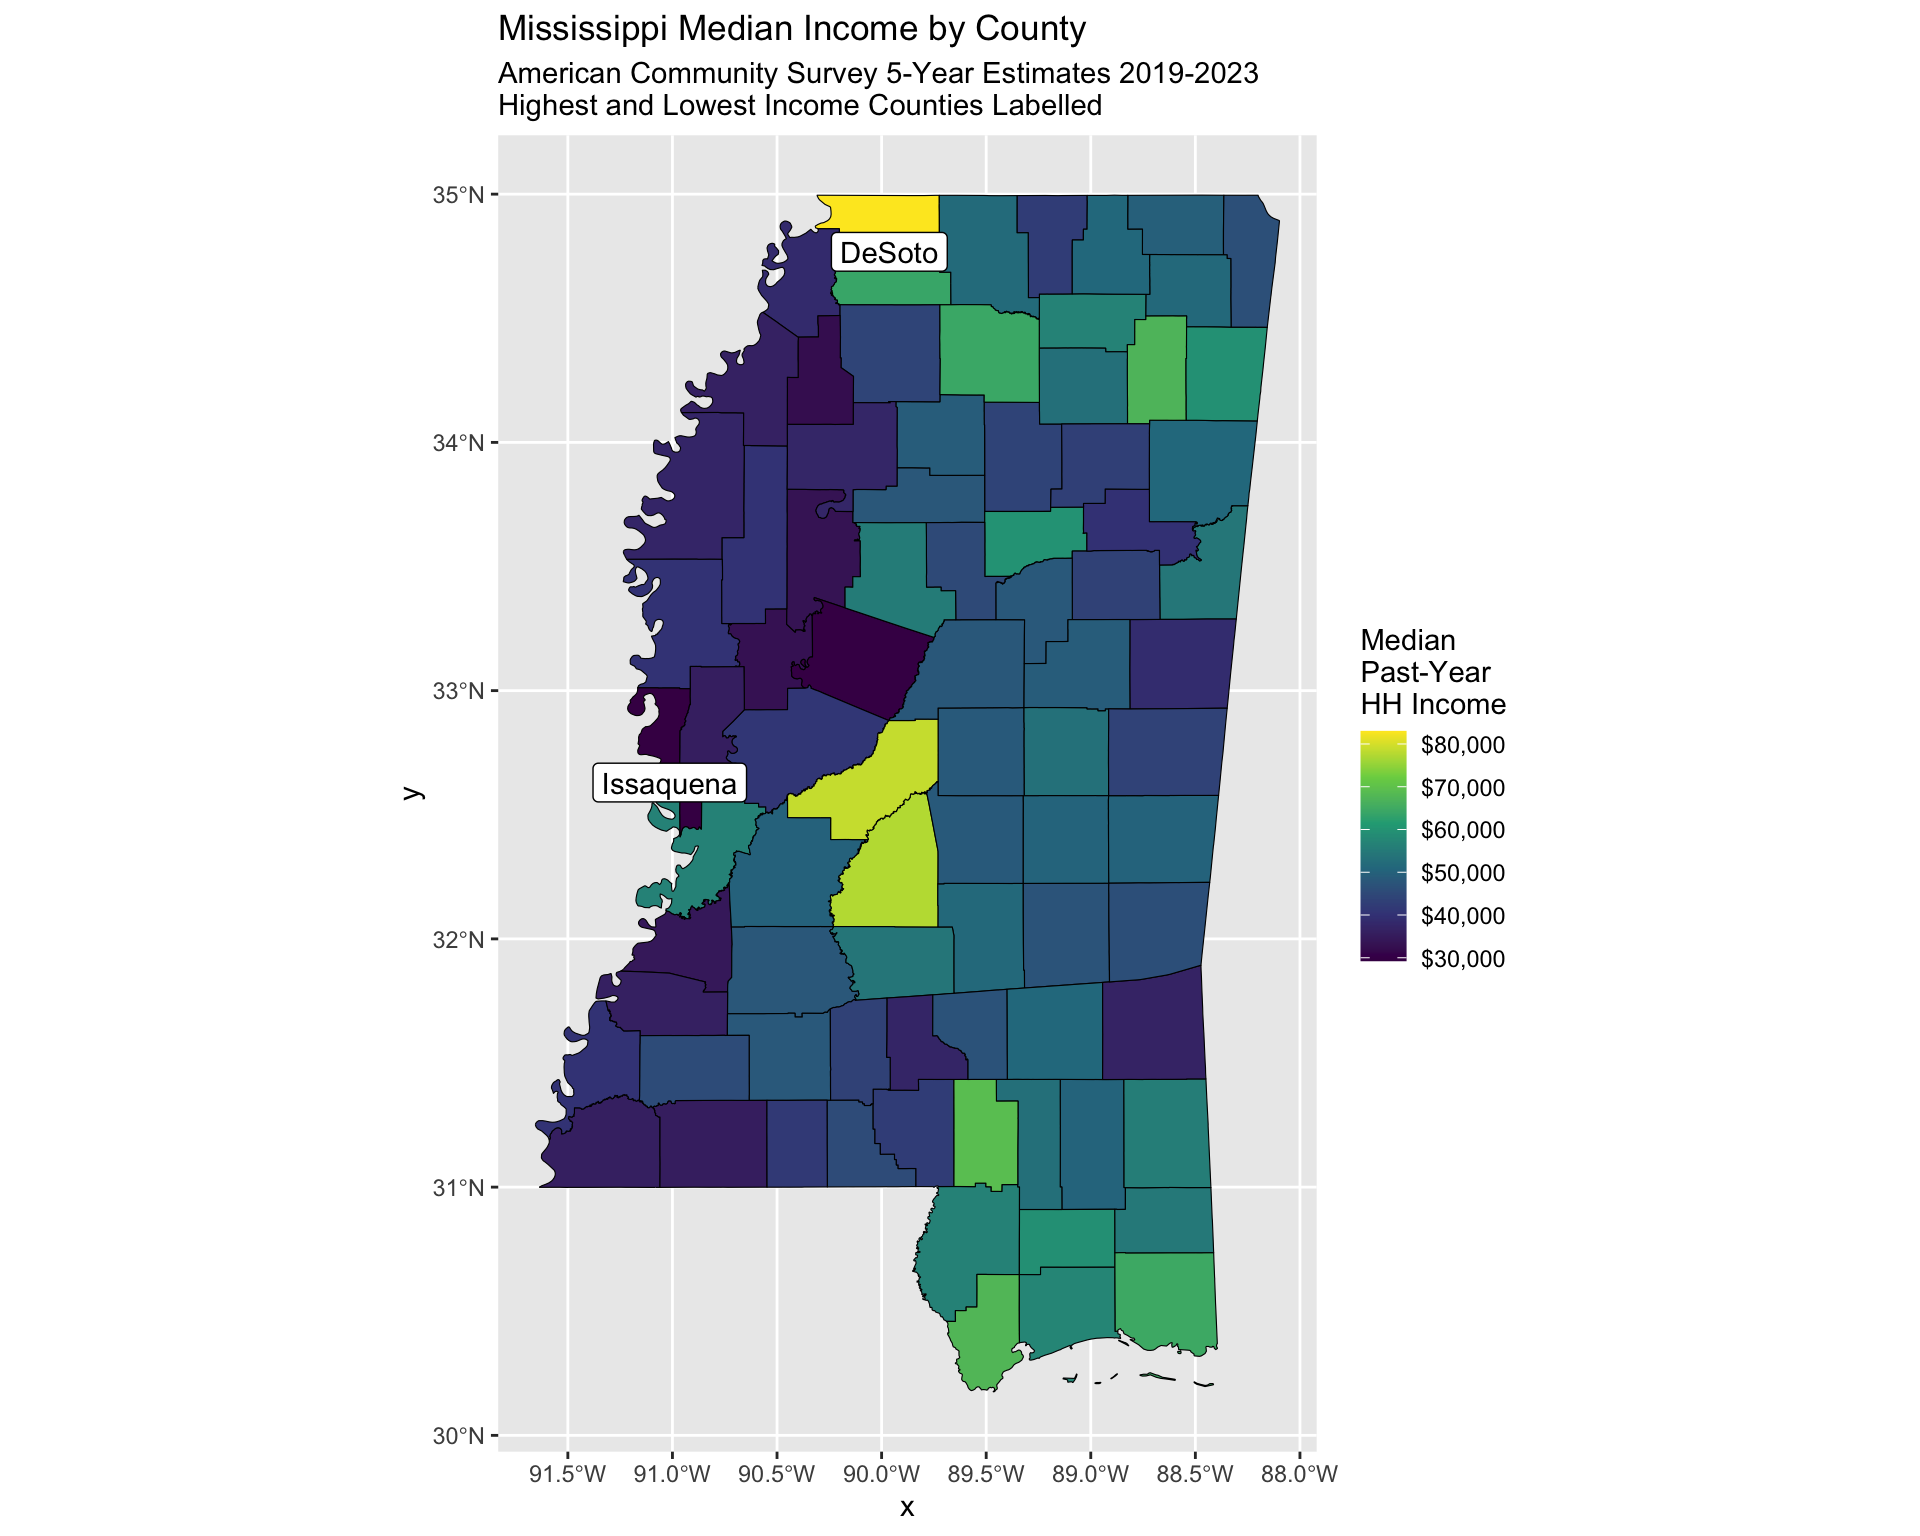 Mississippi Median Income by County
American Community Survey 5-Year Estimates 2019-2023
Highest and Lowest Income Counties Labelled
35°N
34°N
33°N
32°N
31°N
30°N
y
DeSoto
Issaquena
91.5°W 91.0°W 90.5°W 90.0°W 89.5°W 89.0°W 88.5°W 88.0°W
x
Median
Past-Year
HH Income
$80,000
$70,000
$60,000
$50,000
$40,000
$30,000